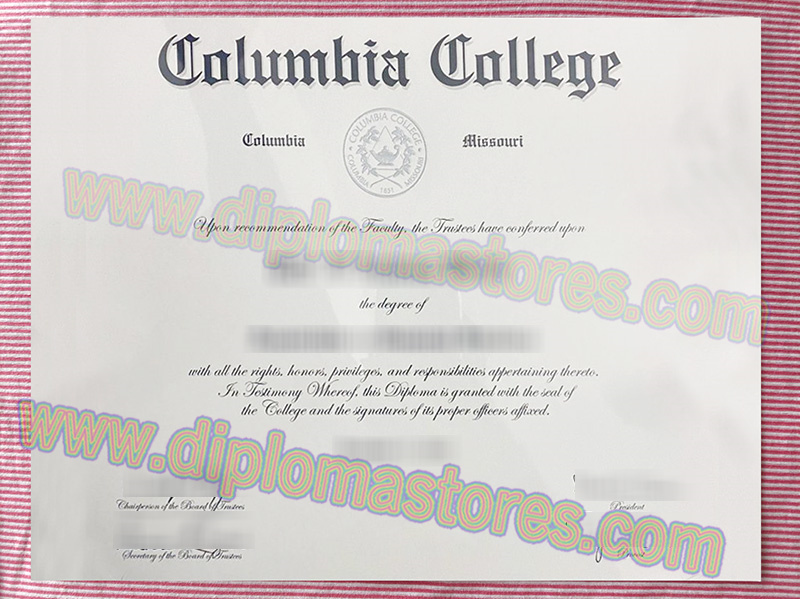 Columbia College
Columbia Missouri
COLUMBIA COLLEGE
COLUMBIA MISSOURI
1851
www.diplomastores.com
Upon recommendation of the Faculty, the Trustees have conferred upon
the degree of
with all the rights, honors, privileges, and responsibilities appertaining thereto.
In Testimony Whereof, this Diploma is granted with the seal of
the College and the signatures of its proper officers affixed.
www.diplomastores.com
Chairperson of the Board of Trustees
President
Secretary of the Board of Trustees
Provost